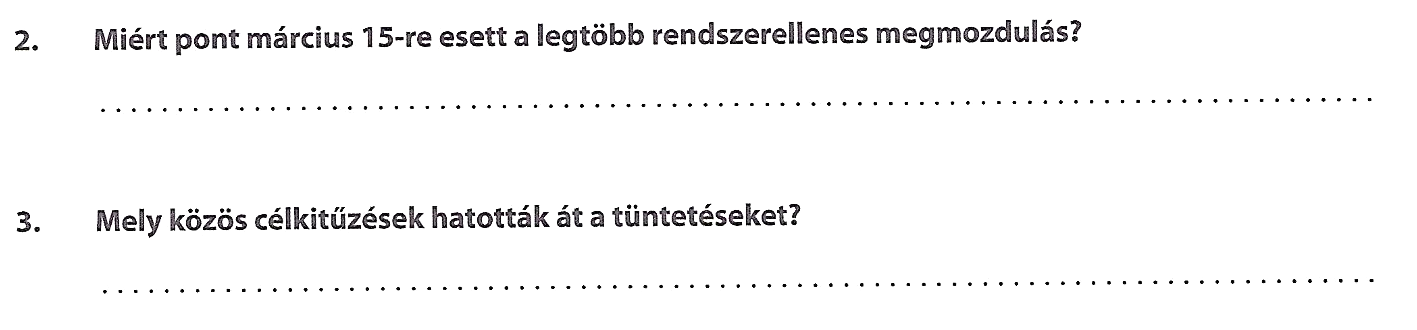 2. Miért pont március 15-re esett a legtöbb rendszerellenes megmozdulás?
3. Mely közös célkitűzések hatották át a tüntetéseket?